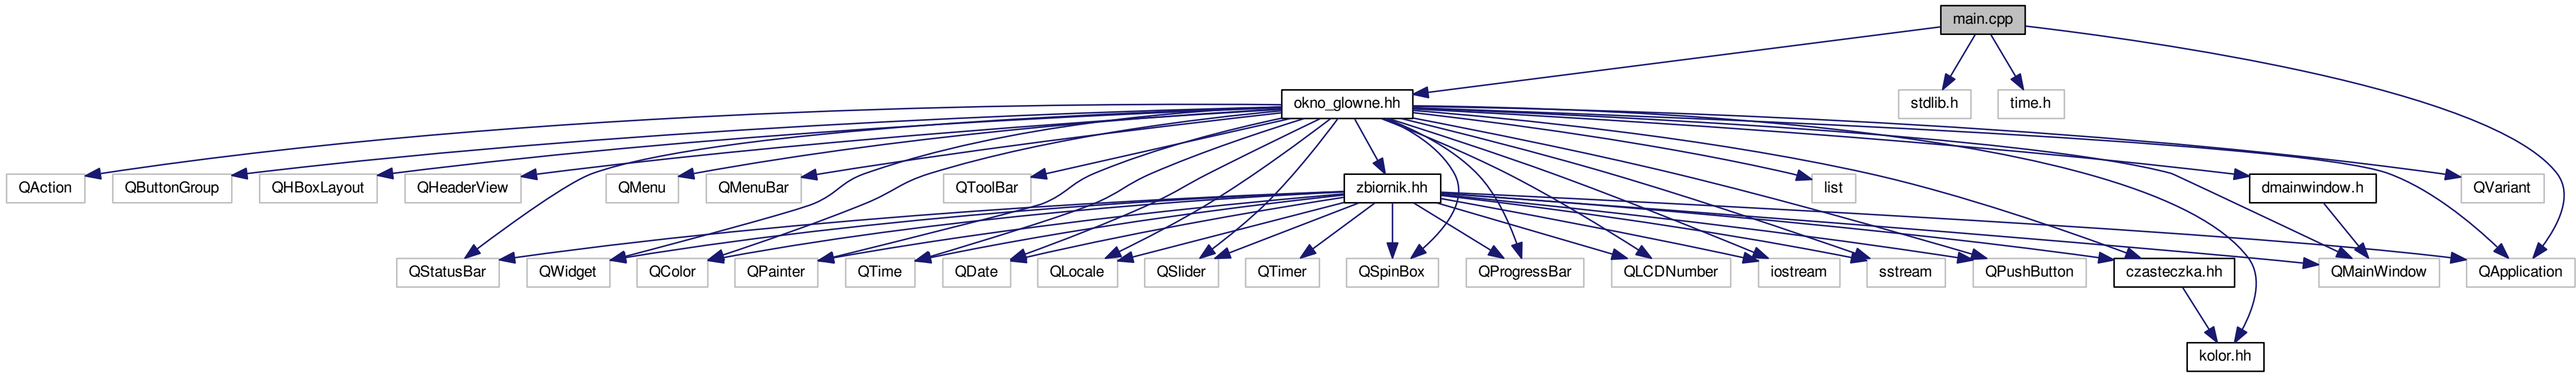 main.cpp
okno_glowne.hh
stdlib.h
time.h
QAction
QButtonGroup
QHBoxLayout
QHeaderView
QMenu
QMenuBar
QToolBar
zbiornik.hh
list
dmainwindow.h
QVariant
QStatusBar
QWidget
QColor
QPainter
QTime
QDate
QLocale
QSlider
QTimer
QSpinBox
QProgressBar
QLCDNumber
iostream
sstream
QPushButton
czasteczka.hh
QMainWindow
QApplication
kolor.hh